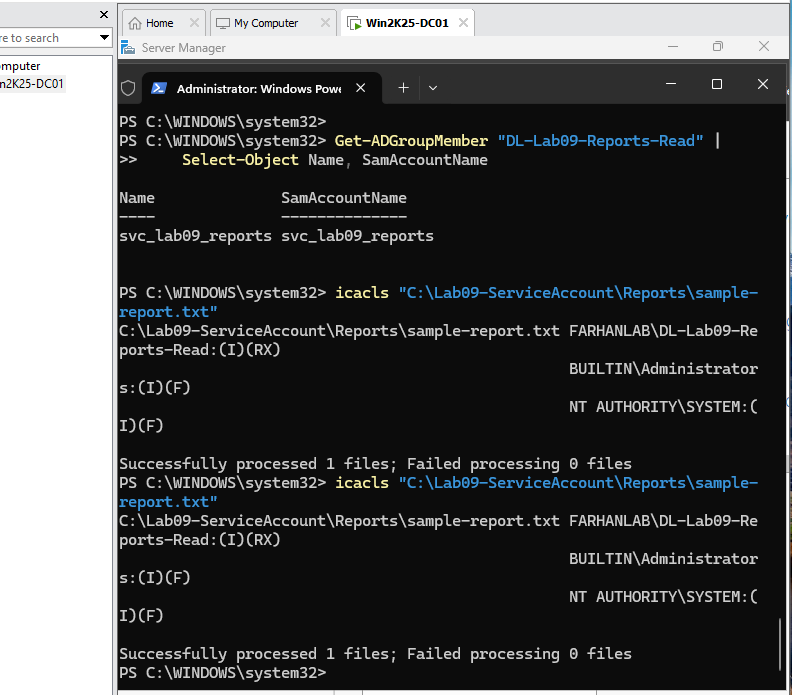 Home
My Computer
Win2K25-DC01
re to search
Server Manager
omputer
n2K25-DC01
Administrator: Windows Powe
PS C:\WINDOWS\system32>
PS C:\WINDOWS\system32> Get-ADGroupMember "DL-Lab09-Reports-Read" |
>>     Select-Object Name, SamAccountName
Name                SamAccountName
----                --------------
svc_lab09_reports svc_lab09_reports
PS C:\WINDOWS\system32> icacls "C:\Lab09-ServiceAccount\Reports\sample-
report.txt"
C:\Lab09-ServiceAccount\Reports\sample-report.txt FARHANLAB\DL-Lab09-Re
ports-Read:(I)(RX)
BUILTIN\Administrator
s:(I)(F)
NT AUTHORITY\SYSTEM:(
I)(F)
Successfully processed 1 files; Failed processing 0 files
PS C:\WINDOWS\system32> icacls "C:\Lab09-ServiceAccount\Reports\sample-
report.txt"
C:\Lab09-ServiceAccount\Reports\sample-report.txt FARHANLAB\DL-Lab09-Re
ports-Read:(I)(RX)
BUILTIN\Administrator
s:(I)(F)
NT AUTHORITY\SYSTEM:(
I)(F)
Successfully processed 1 files; Failed processing 0 files
PS C:\WINDOWS\system32>